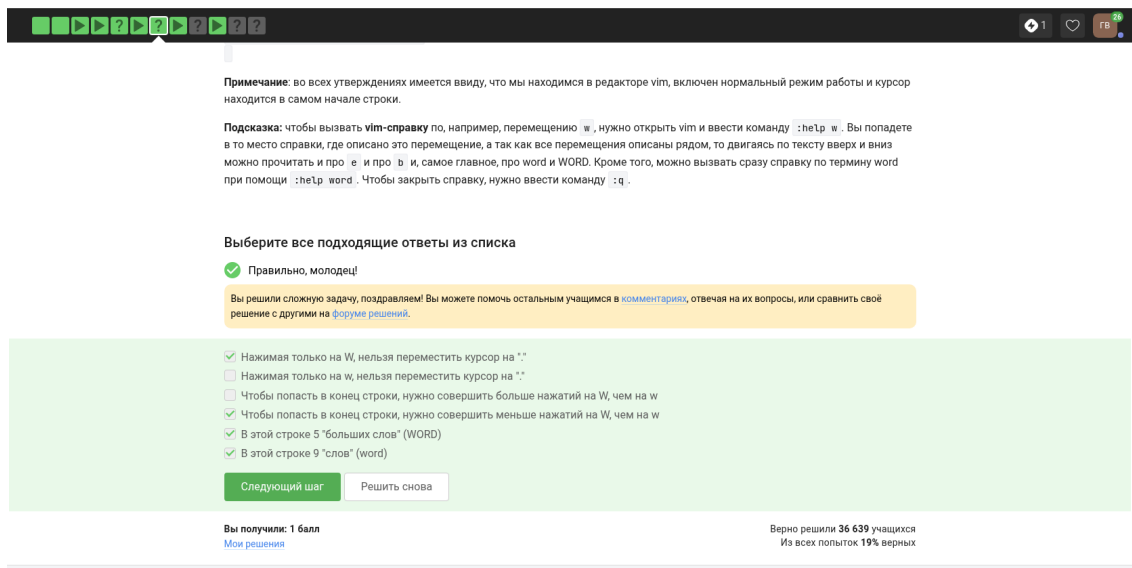 ? ? ? ? ?
1 ГВ 26
Примечание: во всех утверждениях имеется ввиду, что мы находимся в редакторе vim, включен нормальный режим работы и курсор
находится в самом начале строки.
Подсказка: чтобы вызвать vim-справку по, например, перемещению w, нужно открыть vim и ввести команду :help w. Вы попадете
в то место справки, где описано это перемещение, а так как все перемещения описаны рядом, то двигаясь по тексту вверх и вниз
можно прочитать и про e и про b и, самое главное, про word и WORD. Кроме того, можно вызвать сразу справку по термину word
при помощи :help word. Чтобы закрыть справку, нужно ввести команду :q.
Выберите все подходящие ответы из списка
Правильно, молодец!
Вы решили сложную задачу, поздравляем! Вы можете помочь остальным учащимся в комментариях, отвечая на их вопросы, или сравнить своё
решение с другими на форуме решений.
Нажимая только на W, нельзя переместить курсор на "."
Нажимая только на w, нельзя переместить курсор на "."
Чтобы попасть в конец строки, нужно совершить больше нажатий на W, чем на w
Чтобы попасть в конец строки, нужно совершить меньше нажатий на W, чем на w
В этой строке 5 "больших слов" (WORD)
В этой строке 9 "слов" (word)
Следующий шаг Решить снова
Вы получили: 1 балл
Мои решения
Верно решили 36 639 учащихся
Из всех попыток 19% верных